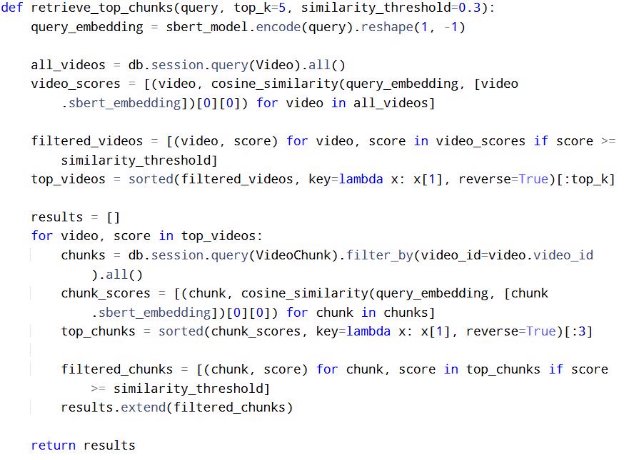 def retrieve_top_chunks(query, top_k=5, similarity_threshold=0.3):
    query_embedding = sbert_model.encode(query).reshape(1, -1)

    all_videos = db.session.query(Video).all()
    video_scores = [(video, cosine_similarity(query_embedding, [video
        .sbert_embedding])[0][0]) for video in all_videos]

    filtered_videos = [(video, score) for video, score in video_scores if score >=
        similarity_threshold]
    top_videos = sorted(filtered_videos, key=lambda x: x[1], reverse=True)[:top_k]

    results = []
    for video, score in top_videos:
        chunks = db.session.query(VideoChunk).filter_by(video_id=video.video_id
            ).all()
        chunk_scores = [(chunk, cosine_similarity(query_embedding, [chunk
            .sbert_embedding])[0][0]) for chunk in chunks]
        top_chunks = sorted(chunk_scores, key=lambda x: x[1], reverse=True)[:3]

        filtered_chunks = [(chunk, score) for chunk, score in top_chunks if score
            >= similarity_threshold]
        results.extend(filtered_chunks)

    return results